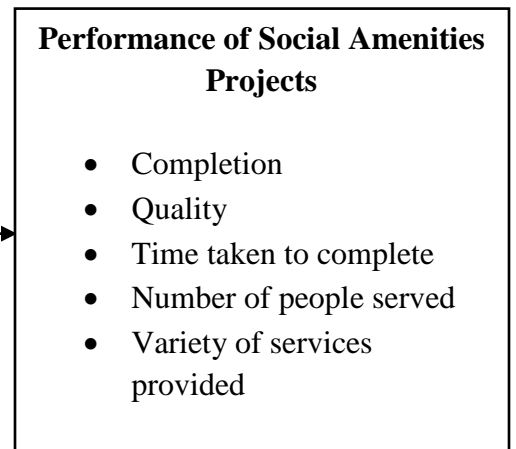 Performance of Social Amenities
Projects
• Completion
• Quality
• Time taken to complete
• Number of people served
• Variety of services
provided